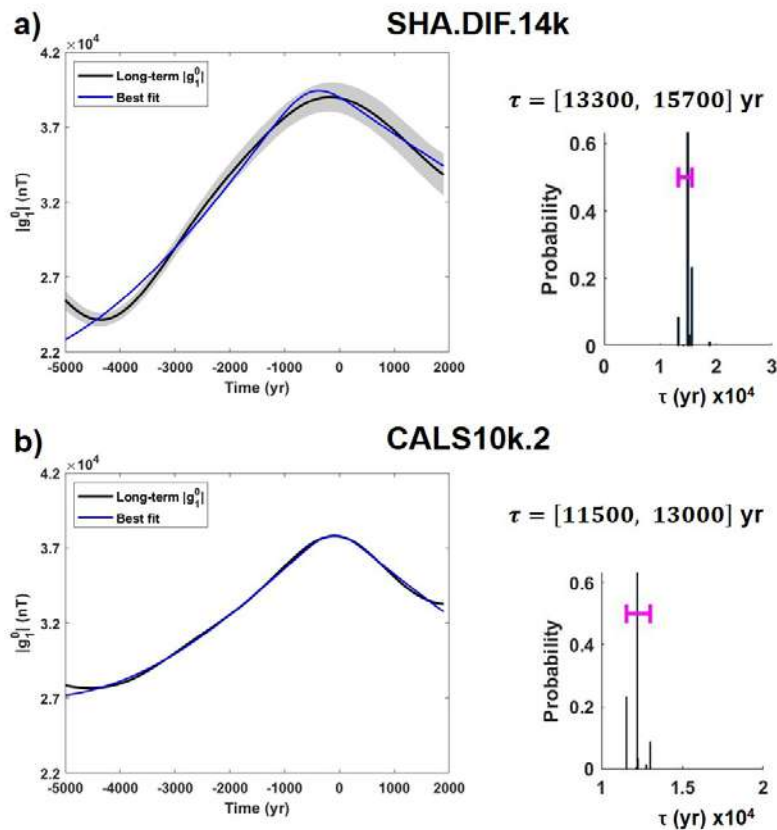 a)
SHA.DIF.14k
×10⁴
4.2
3.7
3.2
2.7
2.2
|g₁⁰| (nT)
Long-term |g₁⁰|
Best fit
-5000 -4000 -3000 -2000 -1000 0 1000 2000
Time (yr)
τ = [13300, 15700] yr
0.6
0.4
0.2
0
Probability
0 1 2 3
τ (yr) x10⁴
b)
CALS10k.2
×10⁴
4.2
3.7
3.2
2.7
2.2
|g₁⁰| (nT)
Long-term |g₁⁰|
Best fit
-5000 -4000 -3000 -2000 -1000 0 1000 2000
Time (yr)
τ = [11500, 13000] yr
0.6
0.4
0.2
0
Probability
1 1.5 2
τ (yr) x10⁴